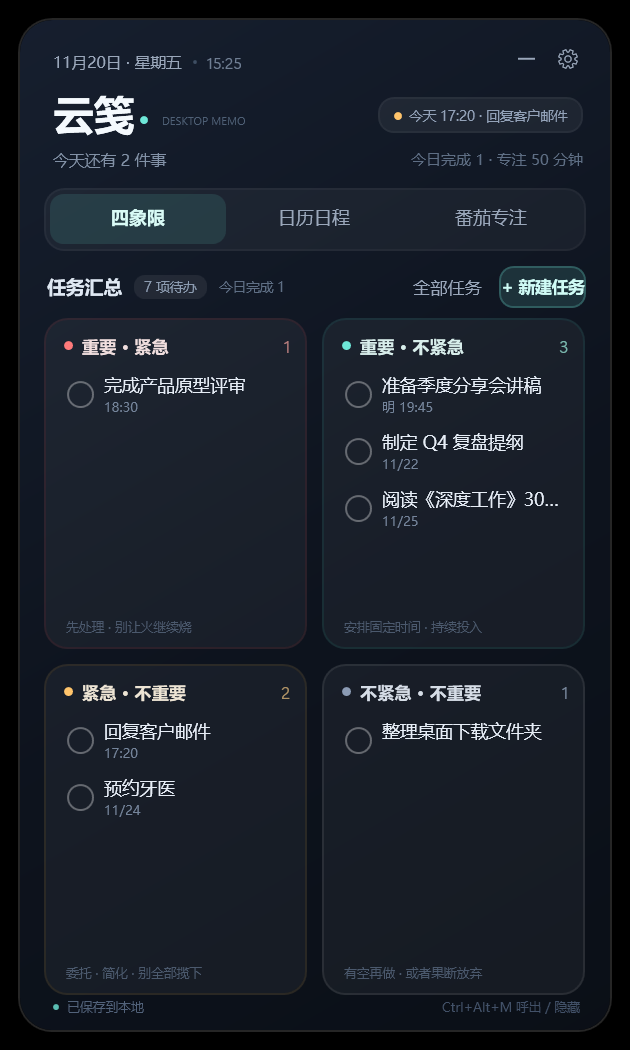 11月20日 · 星期五 • 15:25
云笺 DESKTOP MEMO
今天 17:20 · 回复客户邮件
今天还有 2 件事
今日完成 1 · 专注 50 分钟
四象限 日历日程 番茄专注
任务汇总 7 项待办 今日完成 1 全部任务 + 新建任务
重要 • 紧急 1
完成产品原型评审
18:30
先处理 · 别让火继续烧
重要 • 不紧急 3
准备季度分享会讲稿
明 19:45
制定 Q4 复盘提纲
11/22
阅读《深度工作》30...
11/25
安排固定时间 · 持续投入
紧急 • 不重要 2
回复客户邮件
17:20
预约牙医
11/24
委托 · 简化 · 别全部揽下
不紧急 • 不重要 1
整理桌面下载文件夹
有空再做 · 或者果断放弃
已保存到本地
Ctrl+Alt+M 呼出 / 隐藏